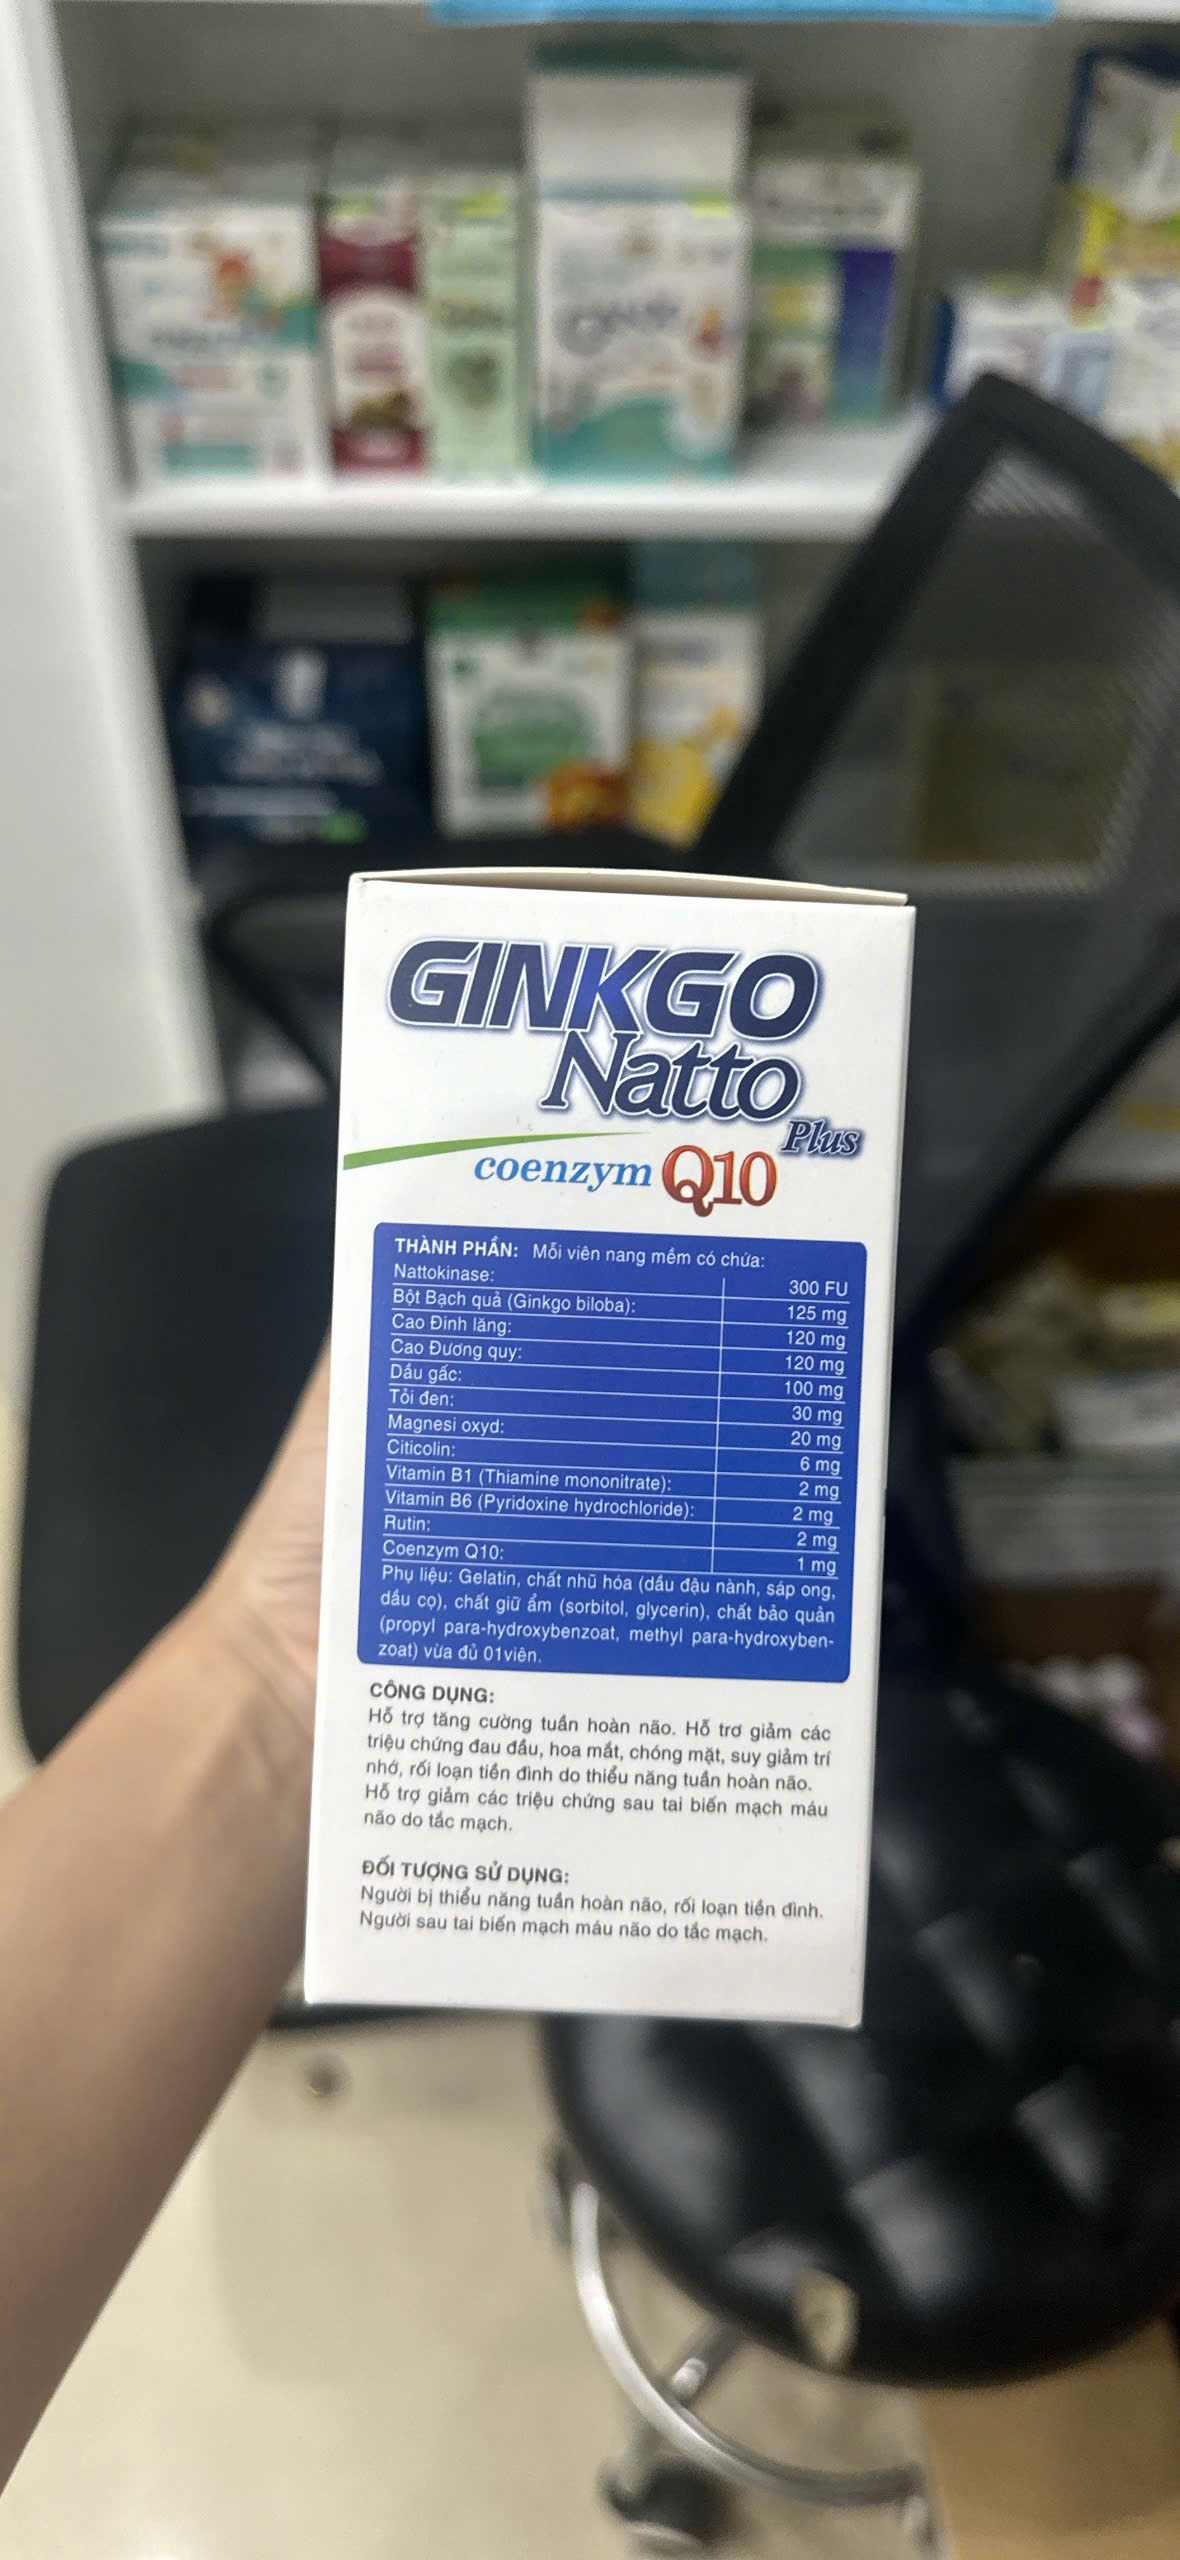 GINKGO
Natto
Plus
coenzym Q10
THÀNH PHẦN: Mỗi viên nang mềm có chứa:
Nattokinase: 300 FU
Bột Bạch quả (Ginkgo biloba): 125 mg
Cao Đinh lăng: 120 mg
Cao Đương quy: 120 mg
Dầu gấc: 100 mg
Tỏi đen: 30 mg
Magnesi oxyd: 20 mg
Citicolin: 6 mg
Vitamin B1 (Thiamine mononitrate): 2 mg
Vitamin B6 (Pyridoxine hydrochloride): 2 mg
Rutin: 2 mg
Coenzym Q10: 1 mg
Phụ liệu: Gelatin, chất nhũ hóa (dầu đậu nành, sáp ong,
dầu cọ), chất giữ ẩm (sorbitol, glycerin), chất bảo quản
(propyl para-hydroxybenzoat, methyl para-hydroxyben-
zoat) vừa đủ 01viên.
CÔNG DỤNG:
Hỗ trợ tăng cường tuần hoàn não. Hỗ trơ giảm các
triệu chứng đau đầu, hoa mắt, chóng mặt, suy giảm trí
nhớ, rối loạn tiền đình do thiểu năng tuần hoàn não.
Hỗ trợ giảm các triệu chứng sau tai biến mạch máu
não do tắc mạch.
ĐỐI TƯỢNG SỬ DỤNG:
Người bị thiểu năng tuần hoàn não, rối loạn tiền đình.
Người sau tai biến mạch máu não do tắc mạch.